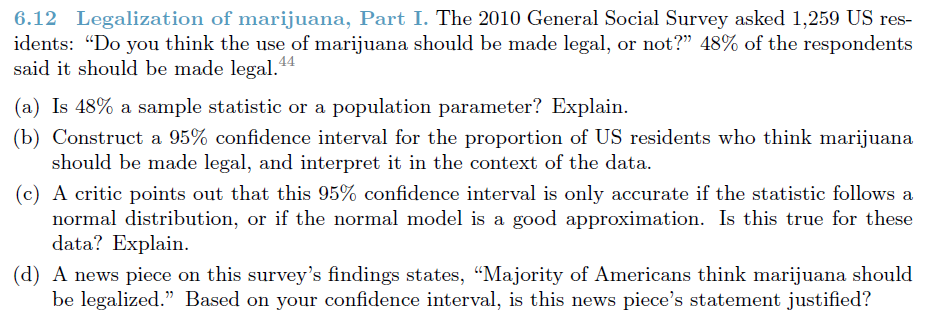 6.12 Legalization of marijuana, Part I. The 2010 General Social Survey asked 1,259 US res-
idents: “Do you think the use of marijuana should be made legal, or not?” 48% of the respondents
said it should be made legal.44
(a) Is 48% a sample statistic or a population parameter? Explain.
(b) Construct a 95% confidence interval for the proportion of US residents who think marijuana
should be made legal, and interpret it in the context of the data.
(c) A critic points out that this 95% confidence interval is only accurate if the statistic follows a
normal distribution, or if the normal model is a good approximation. Is this true for these
data? Explain.
(d) A news piece on this survey’s findings states, “Majority of Americans think marijuana should
be legalized.” Based on your confidence interval, is this news piece’s statement justified?